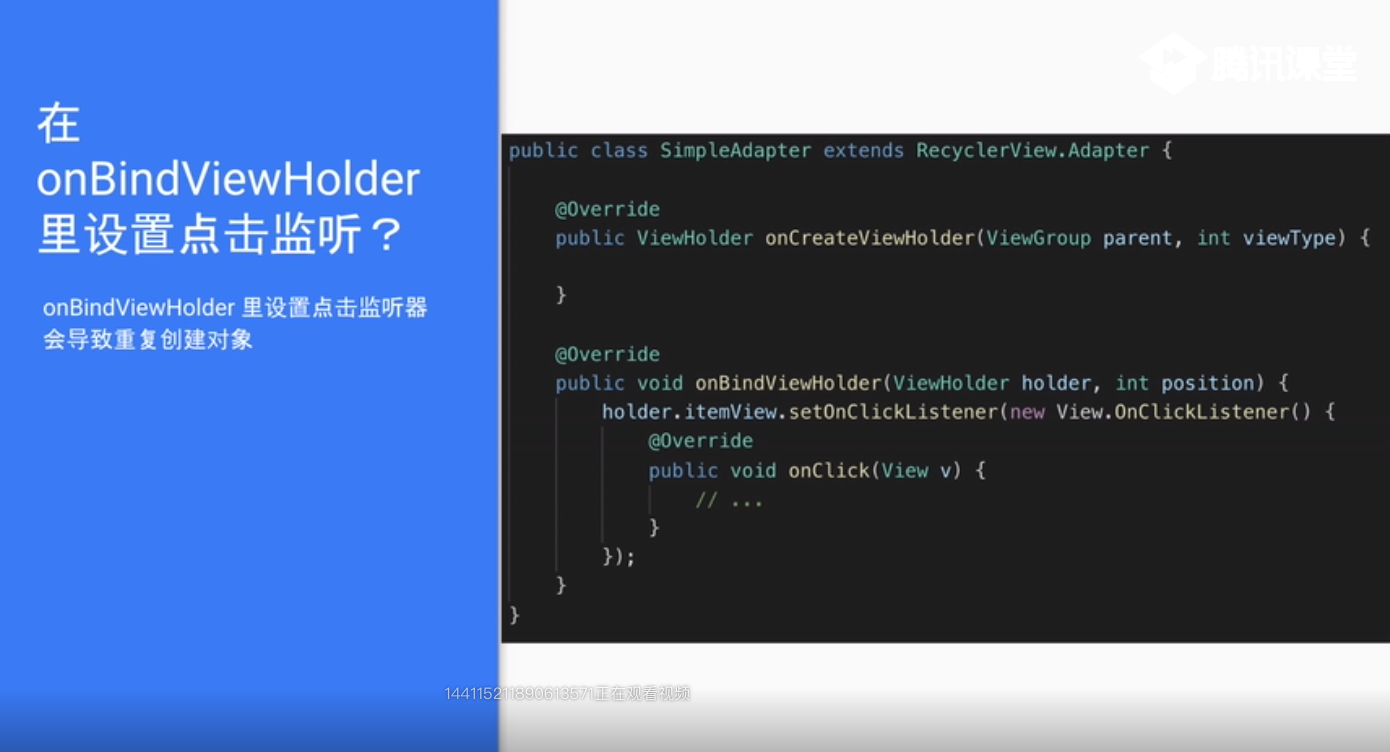 在
onBindViewHolder
里设置点击监听？
onBindViewHolder 里设置点击监听器
会导致重复创建对象
腾讯课堂
public class SimpleAdapter extends RecyclerView.Adapter {
@Override
public ViewHolder onCreateViewHolder(ViewGroup parent, int viewType) {
}
@Override
public void onBindViewHolder(ViewHolder holder, int position) {
holder.itemView.setOnClickListener(new View.OnClickListener() {
@Override
public void onClick(View v) {
// ...
}
});
}
}
144115211890613571正在观看视频